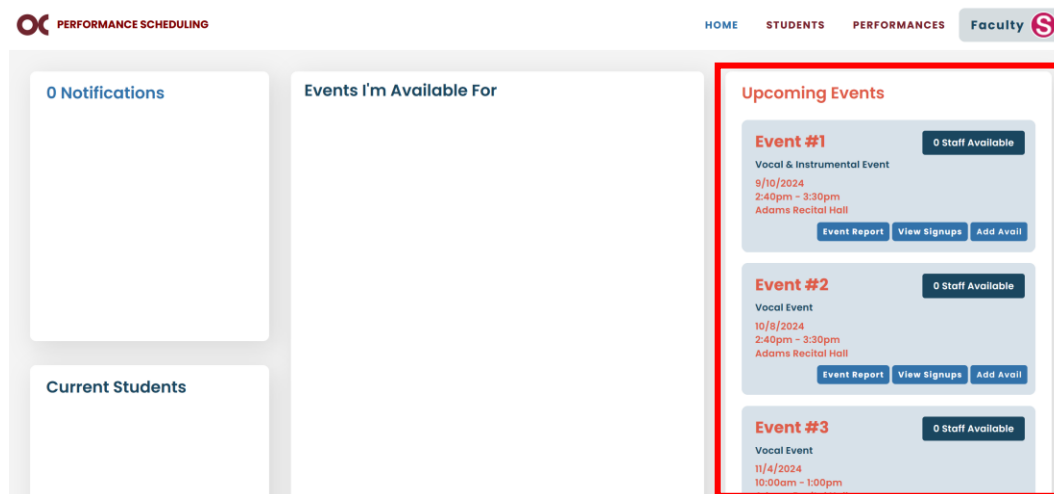 OC PERFORMANCE SCHEDULING
HOME STUDENTS PERFORMANCES Faculty S
0 Notifications
Current Students
Events I'm Available For
Upcoming Events
Event #1 0 Staff Available
Vocal & Instrumental Event
9/10/2024
2:40pm - 3:30pm
Adams Recital Hall
Event Report View Signups Add Avail
Event #2 0 Staff Available
Vocal Event
10/8/2024
2:40pm - 3:30pm
Adams Recital Hall
Event Report View Signups Add Avail
Event #3 0 Staff Available
Vocal Event
11/4/2024
10:00am - 1:00pm